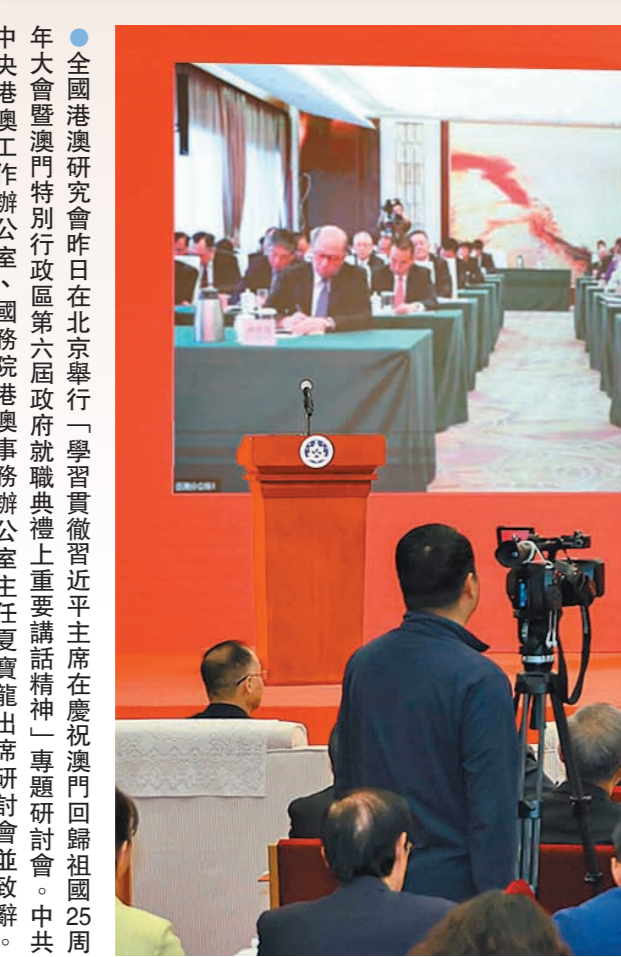 ●全國港澳研究會昨日在北京舉行「學習貫徹習近平主席在慶祝澳門回歸祖國25周
年大會暨澳門特別行政區第六屆政府就職典禮上重要講話精神」專題研討會。中共
中央港澳工作辦公室、國務院港澳事務辦公室主任夏寶龍出席研討會並致辭。